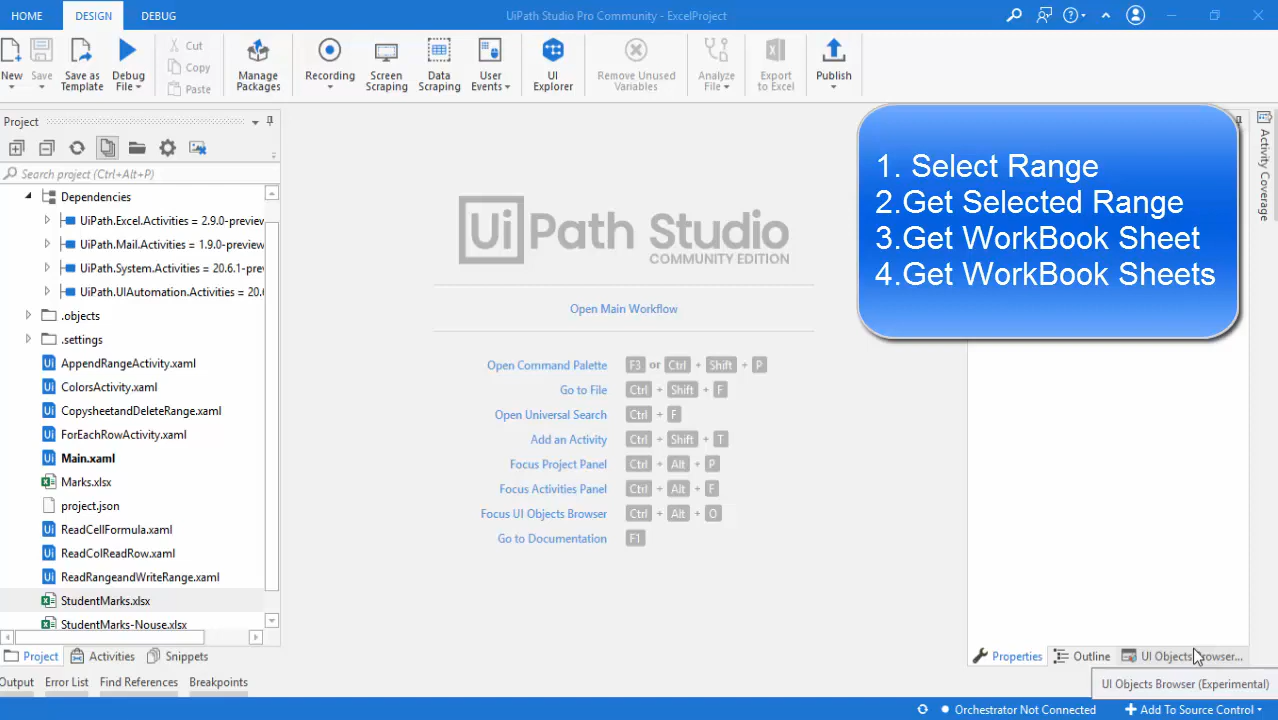 HOME
DESIGN
DEBUG
UiPath Studio Pro Community - ExcelProject
New
Save
Save as Template
Debug File
Cut
Copy
Paste
Manage Packages
Recording
Screen Scraping
Data Scraping
User Events
UI Explorer
Remove Unused Variables
Analyze File
Export to Excel
Publish
Project
Search project (Ctrl+Alt+P)
Dependencies
UiPath.Excel.Activities = 2.9.0-preview
UiPath.Mail.Activities = 1.9.0-preview
UiPath.System.Activities = 20.6.1-pre
UiPath.UIAutomation.Activities = 20.
.objects
.settings
AppendRangeActivity.xaml
ColorsActivity.xaml
CopysheetandDeleteRange.xaml
ForEachRowActivity.xaml
Main.xaml
Marks.xlsx
project.json
ReadCellFormula.xaml
ReadColReadRow.xaml
ReadRangeandWriteRange.xaml
StudentMarks.xlsx
StudentMarks-Nouse.xlsx
Project
Activities
Snippets
Output
Error List
Find References
Breakpoints
UiPath Studio
COMMUNITY EDITION
Open Main Workflow
Open Command Palette F3 or Ctrl + Shift + P
Go to File Ctrl + Shift + F
Open Universal Search Ctrl + F
Add an Activity Ctrl + Shift + T
Focus Project Panel Ctrl + Alt + P
Focus Activities Panel Ctrl + Alt + F
Focus UI Objects Browser Ctrl + Alt + O
Go to Documentation F1
1. Select Range
2.Get Selected Range
3.Get WorkBook Sheet
4.Get WorkBook Sheets
Activity Coverage
Properties
Outline
UI Objects
UI Objects Browser (Experimental)
Orchestrator Not Connected
Add To Source Control